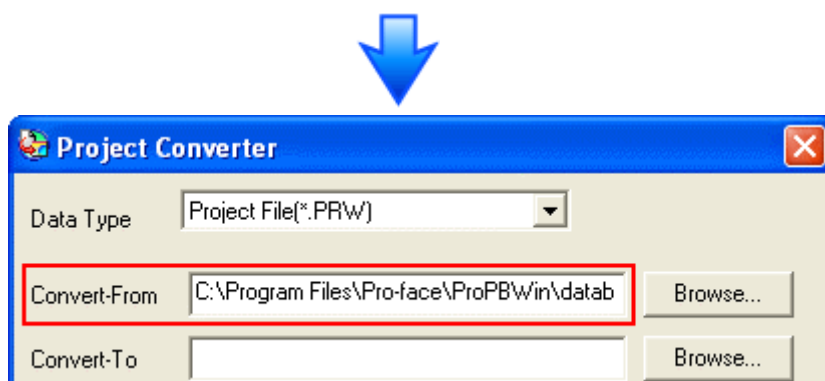 Project Converter
Data Type Project File(*.PRW)
Convert-From C:\Program Files\Pro-face\ProPBWin\datab Browse...
Convert-To Browse...